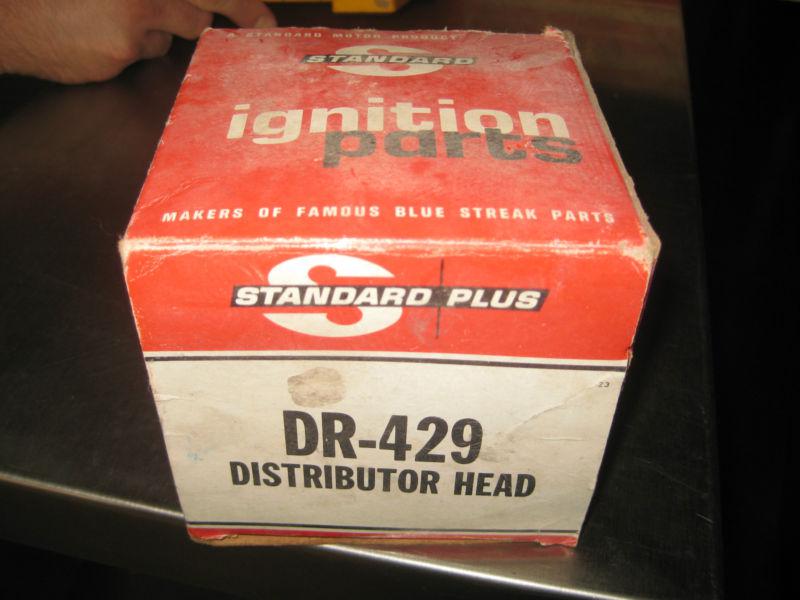 A STANDARD MOTOR PRODUCT
S
STANDARD
ignition
parts
MAKERS OF FAMOUS BLUE STREAK PARTS
S
STANDARD PLUS
23
DR-429
DISTRIBUTOR HEAD